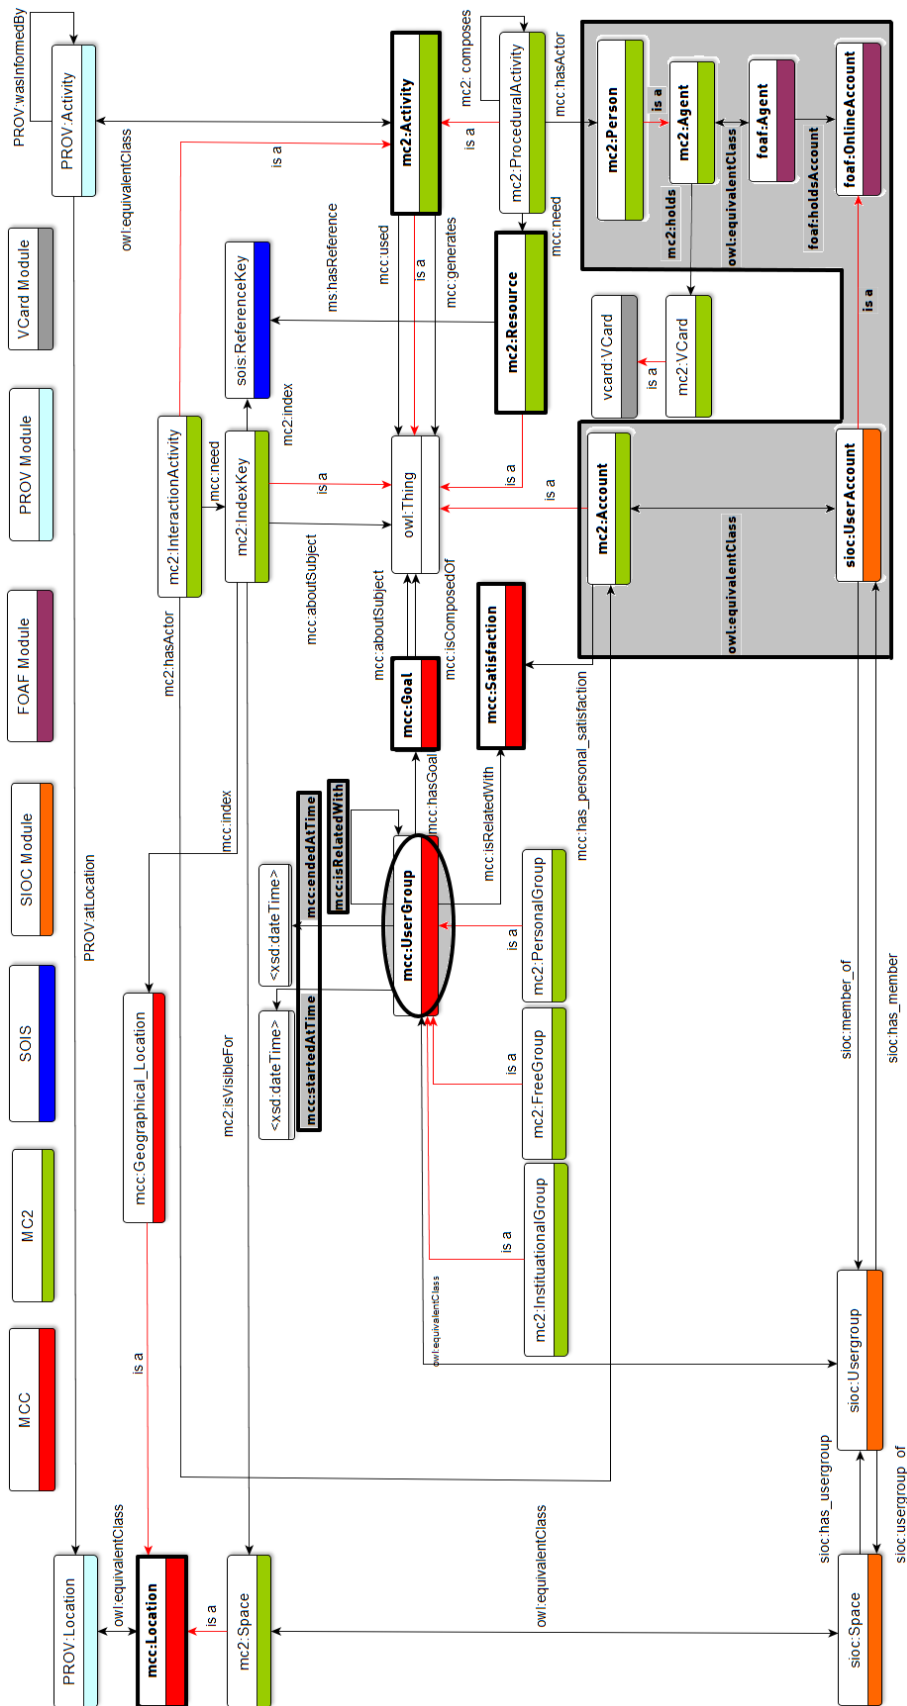 MCC
MC2
SOIS
SIOC Module
FOAF Module
PROV Module
VCard Module
PROV:Location
PROV:atLocation
PROV:Activity
PROV:wasInformedBy
owl:equivalentClass
owl:equivalentClass
mcc:Location
is a
mcc:Geographical_Location
mcc:index
mc2:hasActor
mc2:InteractionActivity
is a
mcc:need
is a
mc2:Space
mc2:isVisibleFor
mc2:IndexKey
mc2:index
sois:ReferenceKey
ms:hasReference
<xsd:dateTime>
<xsd:dateTime>
mcc:startedAtTime
mcc:endedAtTime
mcc:isRelatedWith
mcc:aboutSubject
is a
mcc:used
is a
mcc:generates
mc2:Activity
mcc:UserGroup
mcc:hasGoal
mcc:Goal
mcc:aboutSubject
mcc:isComposedOf
owl:Thing
is a
mc2: composes
mc2:ProceduralActivity
owl:equivalentClass
is a
is a
is a
mcc:isRelatedWith
mcc:Satisfaction
is a
mc2:Resource
mcc:need
mcc:hasActor
mc2:InstituationalGroup
mc2:FreeGroup
mc2:PersonalGroup
is a
owl:equivalentClass
mcc:has_personal_satisfaction
mc2:Account
vcard:VCard
is a
mc2:VCard
mc2:holds
mc2:Person
is a
mc2:Agent
owl:equivalentClass
foaf:Agent
foaf:holdsAccount
foaf:OnlineAccount
owl:equivalentClass
is a
sioc:Space
sioc:has_usergroup
sioc:usergroup_of
sioc:Usergroup
sioc:member_of
sioc:has_member
sioc:UserAccount